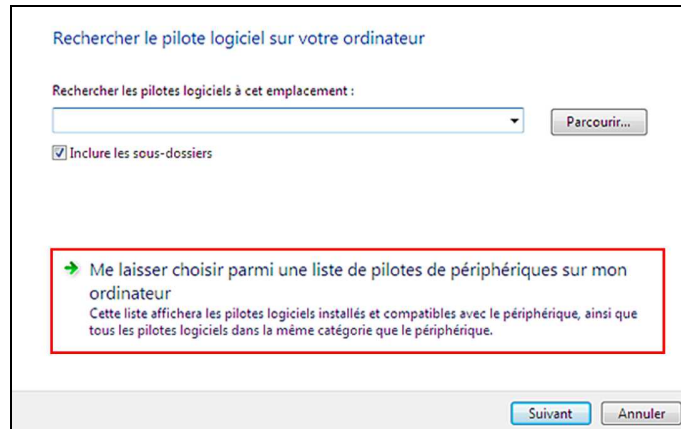 Rechercher le pilote logiciel sur votre ordinateur
Rechercher les pilotes logiciels à cet emplacement :
Parcourir...
Inclure les sous-dossiers
Me laisser choisir parmi une liste de pilotes de périphériques sur mon
ordinateur
Cette liste affichera les pilotes logiciels installés et compatibles avec le périphérique, ainsi que
tous les pilotes logiciels dans la même catégorie que le périphérique.
Suivant
Annuler